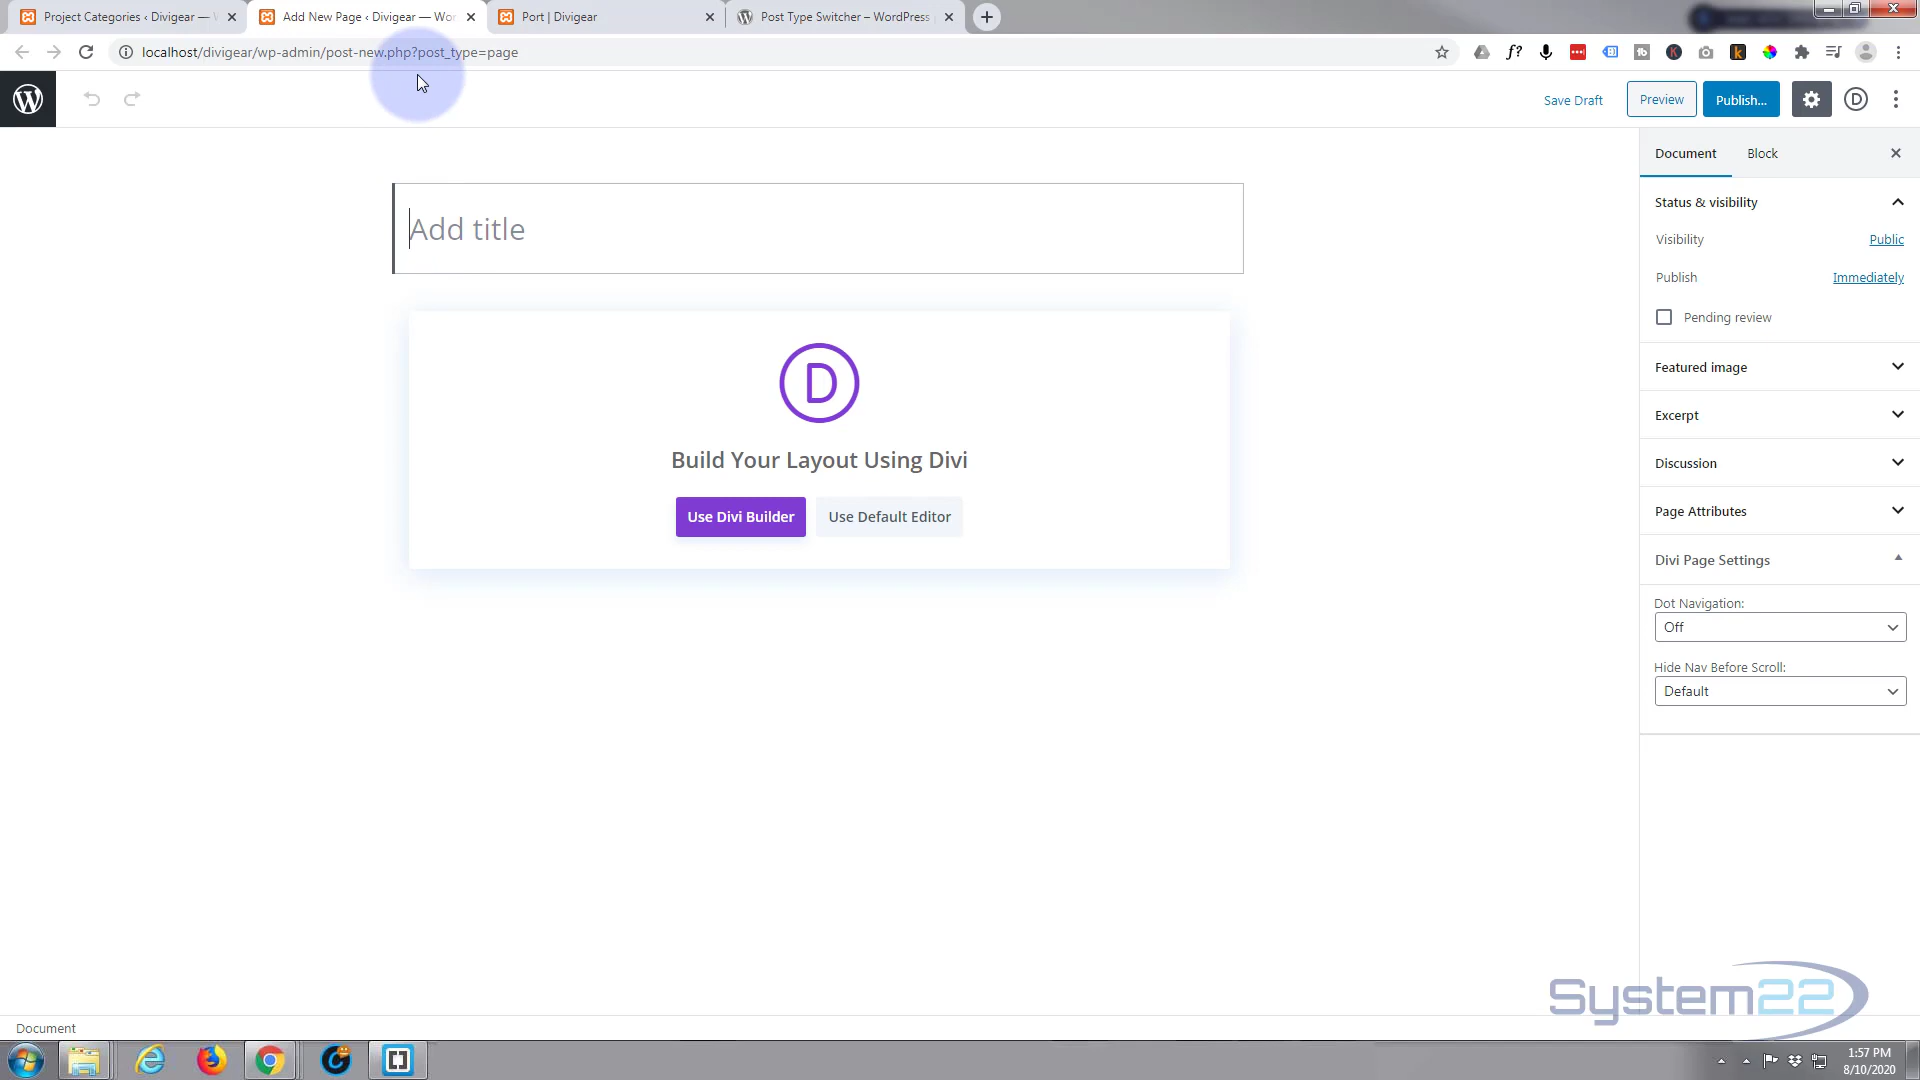 Project Categories ‹ Divigear — W
Add New Page ‹ Divigear — Wor
Port | Divigear
Post Type Switcher – WordPress
localhost/divigear/wp-admin/post-new.php?post_type=page
Save Draft
Preview
Publish...
Document
Block
Add title
Status & visibility
Visibility
Public
Publish
Immediately
Pending review
Featured image
Excerpt
Discussion
Page Attributes
Divi Page Settings
Dot Navigation:
Off
Hide Nav Before Scroll:
Default
D
Build Your Layout Using Divi
Use Divi Builder
Use Default Editor
System22
Document
1:57 PM
8/10/2020